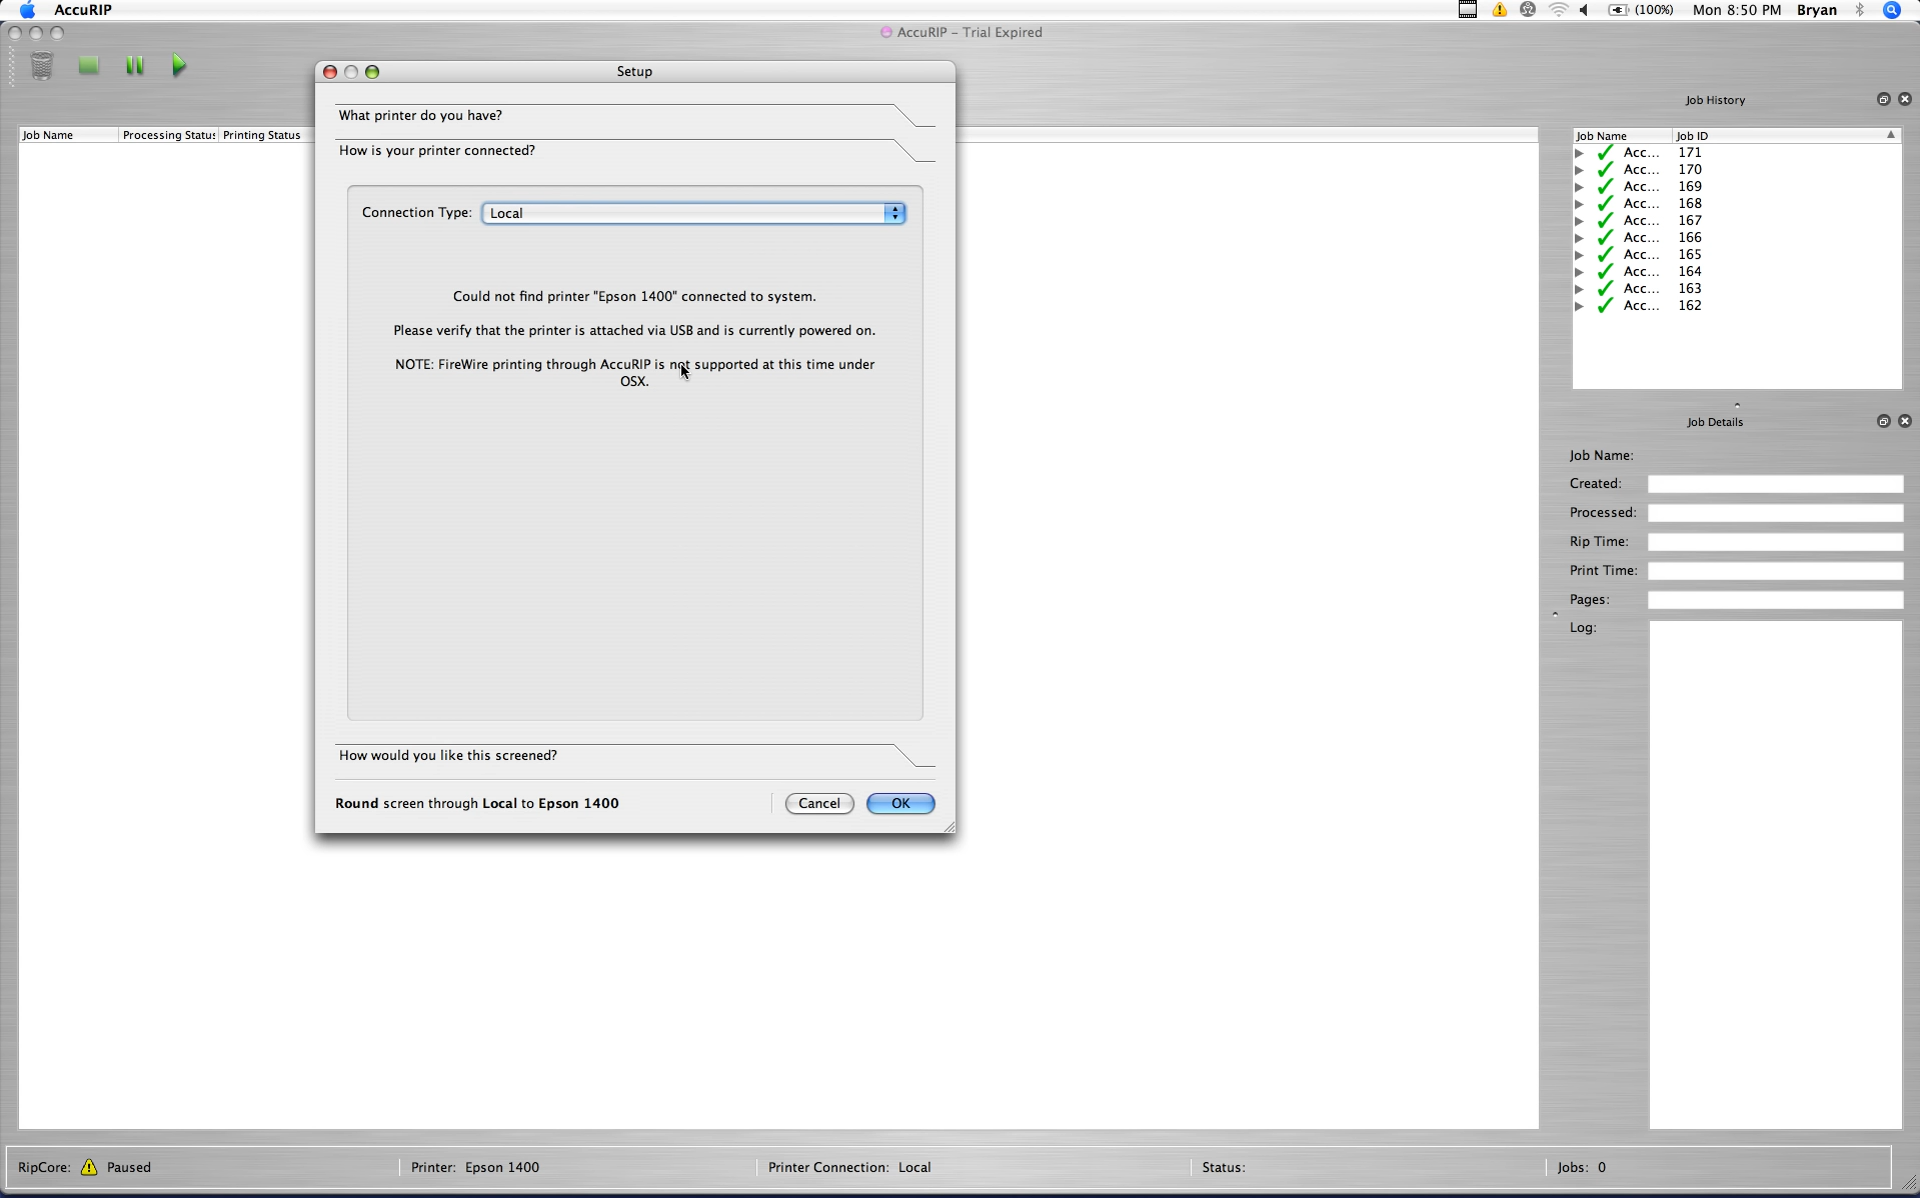 AccuRIP
(100%) Mon 8:50 PM Bryan
AccuRIP – Trial Expired
Setup
What printer do you have?
How is your printer connected?
Connection Type: Local
Could not find printer "Epson 1400" connected to system.
Please verify that the printer is attached via USB and is currently powered on.
NOTE: FireWire printing through AccuRIP is not supported at this time under
OSX.
How would you like this screened?
Round screen through Local to Epson 1400
Cancel OK
Job Name Processing Status Printing Status
Job History
Job Name Job ID
Acc... 171
Acc... 170
Acc... 169
Acc... 168
Acc... 167
Acc... 166
Acc... 165
Acc... 164
Acc... 163
Acc... 162
Job Details
Job Name:
Created:
Processed:
Rip Time:
Print Time:
Pages:
Log:
RipCore: Paused Printer: Epson 1400 Printer Connection: Local Status: Jobs: 0